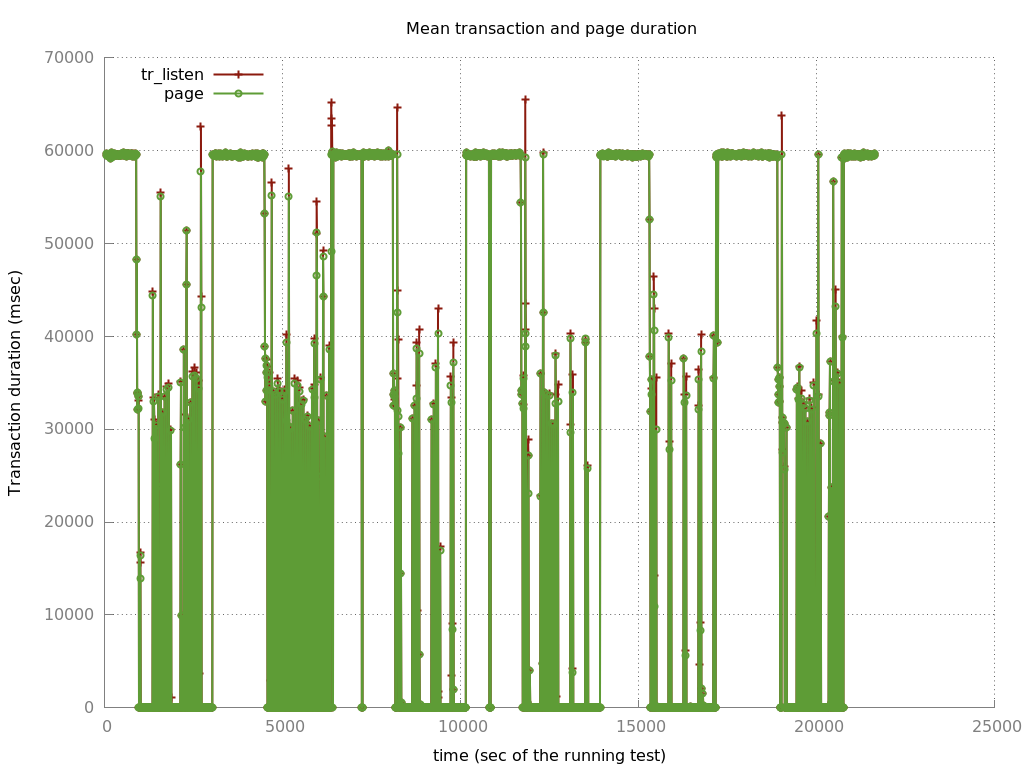 Mean transaction and page duration
70000
tr_listen
page
60000
50000
40000
30000
20000
10000
0
Transaction duration (msec)
0 5000 10000 15000 20000 25000
time (sec of the running test)